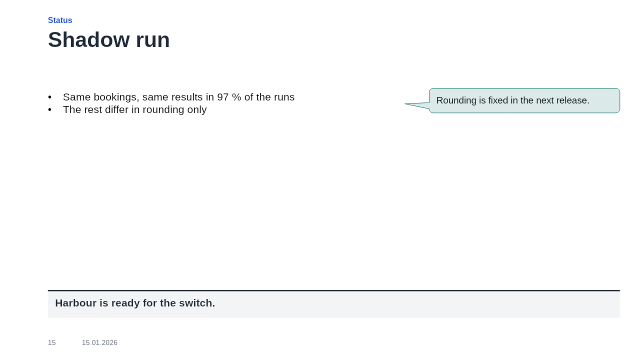 Status
Shadow run
• Same bookings, same results in 97 % of the runs
• The rest differ in rounding only
Rounding is fixed in the next release.
Harbour is ready for the switch.
15 15.01.2026